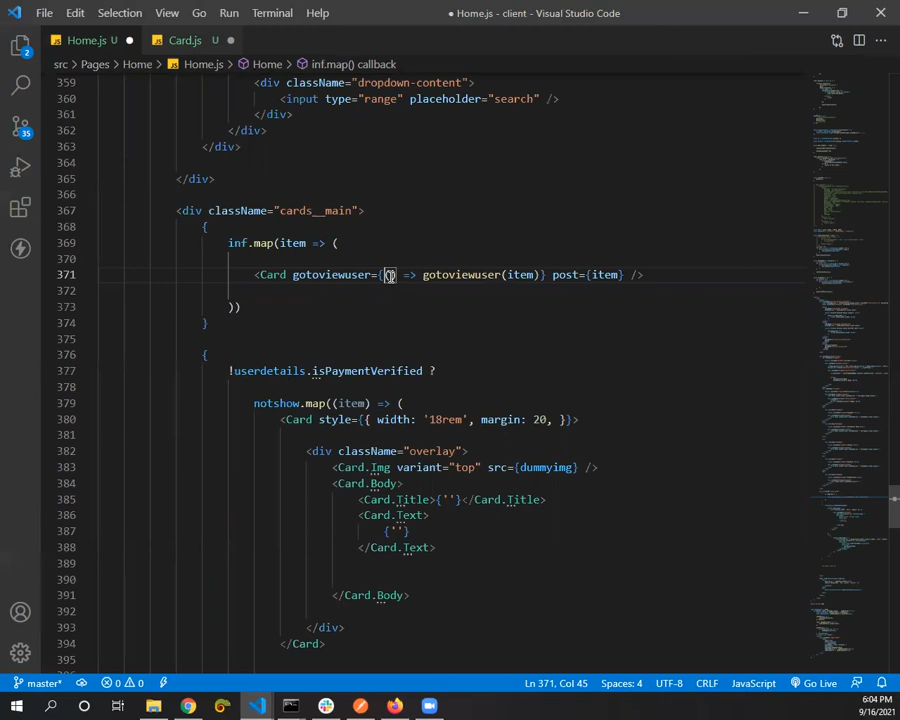 File Edit Selection View Go Run Terminal Help
● Home.js - client - Visual Studio Code
JS Home.js U ● JS Card.js U ●
src > Pages > Home > JS Home.js > Home > inf.map() callback
359 <div className="dropdown-content">
360 <input type="range" placeholder="search" />
361 </div>
362 </div>
363 </div>
364
365 </div>
366
367 <div className="cards__main">
368 {
369 inf.map(item => (
370
371 <Card gotoviewuser={() => gotoviewuser(item)} post={item} />
372
373 ))
374 }
375
376 {
377 !userdetails.isPaymentVerified ?
378
379 notshow.map((item) => (
380 <Card style={{ width: '18rem', margin: 20, }}>
381
382 <div className="overlay">
383 <Card.Img variant="top" src={dummyimg} />
384 <Card.Body>
385 <Card.Title>{''}</Card.Title>
386 <Card.Text>
387 {''}
388 </Card.Text>
389
390
391 </Card.Body>
392
393 </div>
394 </Card>
395
2
35
master* 0 0 Ln 371, Col 45 Spaces: 4 UTF-8 CRLF JavaScript Go Live
6:04 PM
9/16/2021